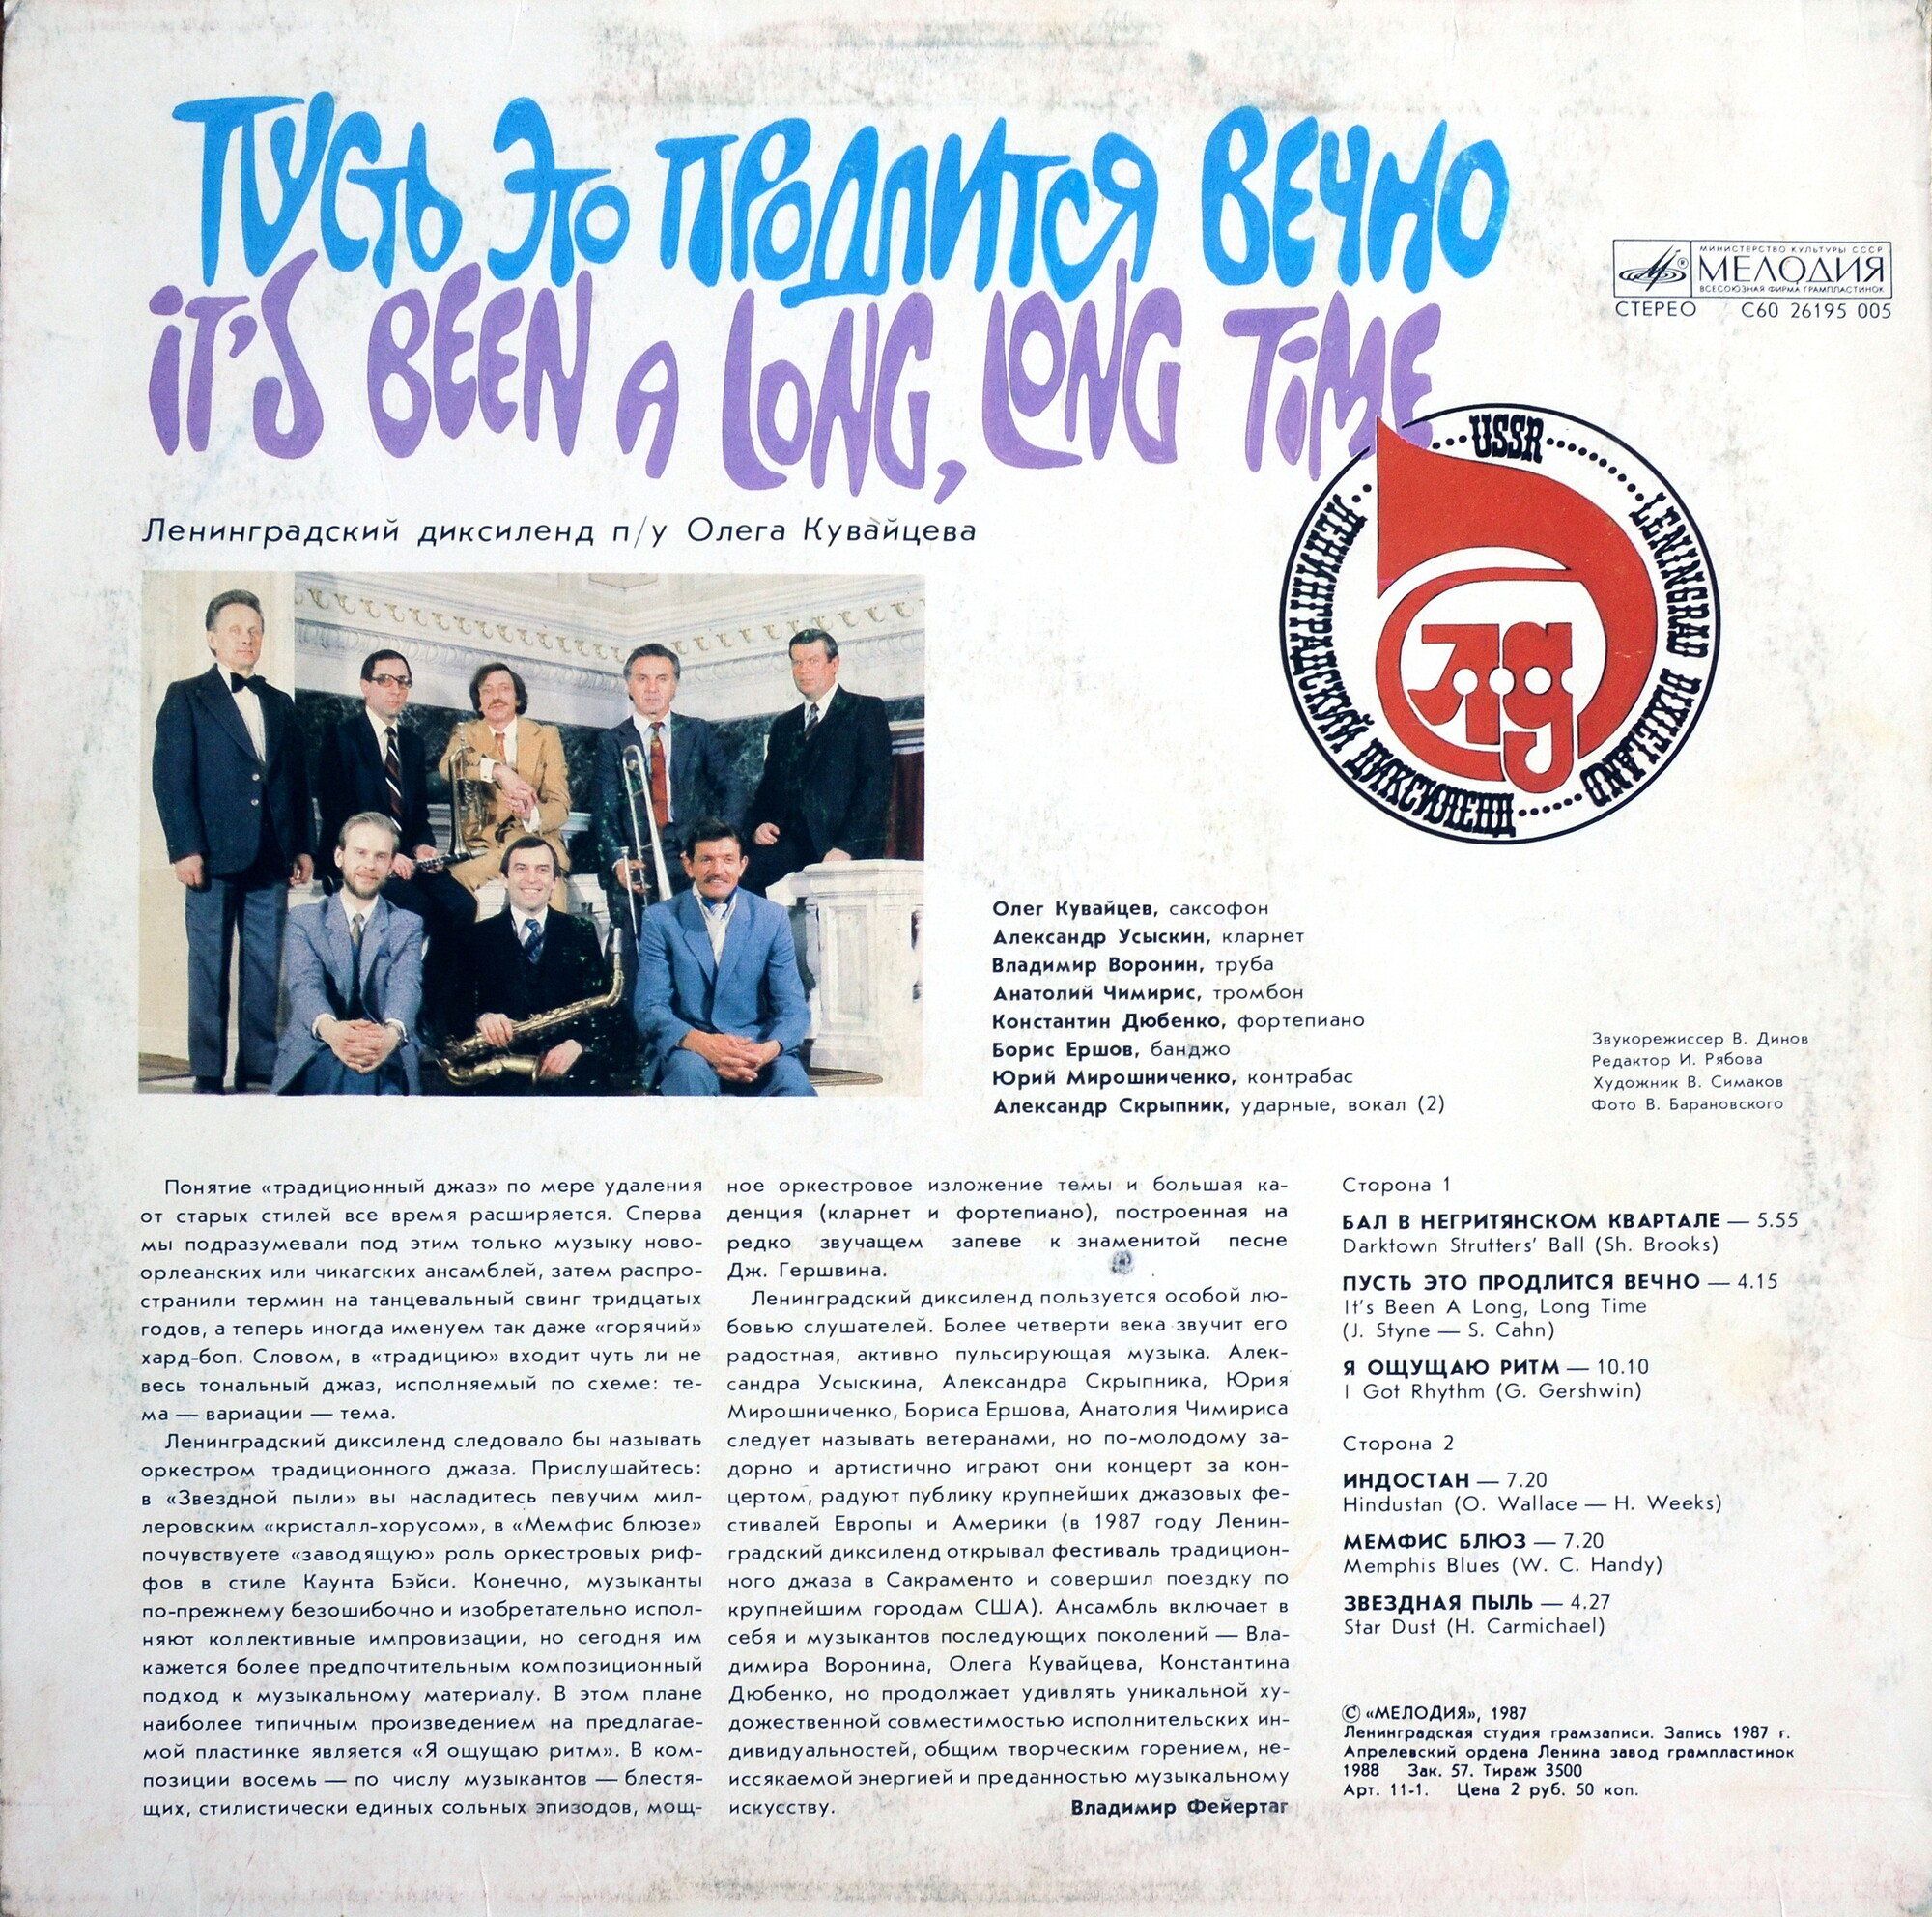 Пусть это продлится вечно
It's Been a Long, Long Time
МИНИСТЕРСТВО КУЛЬТУРЫ СССР
МЕЛОДИЯ
ВСЕСОЮЗНАЯ ФИРМА ГРАМПЛАСТИНОК
СТЕРЕО С60 26195 005
Ленинградский диксиленд п/у Олега Кувайцева
USSR
LENINGRAD DIXIELAND
ЛЕНИНГРАДСКИЙ ДИКСИЛЕНД
лд
Олег Кувайцев, саксофон
Александр Усыскин, кларнет
Владимир Воронин, труба
Анатолий Чимирис, тромбон
Константин Дюбенко, фортепиано
Борис Ершов, банджо
Юрий Мирошниченко, контрабас
Александр Скрыпник, ударные, вокал (2)
Звукорежиссер В. Динов
Редактор И. Рябова
Художник В. Симаков
Фото В. Барановского
Понятие «традиционный джаз» по мере удаления
от старых стилей все время расширяется. Сперва
мы подразумевали под этим только музыку ново-
орлеанских или чикагских ансамблей, затем распро-
странили термин на танцевальный свинг тридцатых
годов, а теперь иногда именуем так даже «горячий»
хард-боп. Словом, в «традицию» входит чуть ли не
весь тональный джаз, исполняемый по схеме: те-
ма — вариации — тема.
Ленинградский диксиленд следовало бы называть
оркестром традиционного джаза. Прислушайтесь:
в «Звездной пыли» вы насладитесь певучим мил-
леровским «кристалл-хорусом», в «Мемфис блюзе»
почувствуете «заводящую» роль оркестровых риф-
фов в стиле Каунта Бэйси. Конечно, музыканты
по-прежнему безошибочно и изобретательно испол-
няют коллективные импровизации, но сегодня им
кажется более предпочтительным композиционный
подход к музыкальному материалу. В этом плане
наиболее типичным произведением на предлагае-
мой пластинке является «Я ощущаю ритм». В ком-
позиции восемь — по числу музыкантов — блестя-
щих, стилистически единых сольных эпизодов, мощ-
ное оркестровое изложение темы и большая ка-
денция (кларнет и фортепиано), построенная на
редко звучащем запеве к знаменитой песне
Дж. Гершвина.
Ленинградский диксиленд пользуется особой лю-
бовью слушателей. Более четверти века звучит его
радостная, активно пульсирующая музыка. Алек-
сандра Усыскина, Александра Скрыпника, Юрия
Мирошниченко, Бориса Ершова, Анатолия Чимириса
следует называть ветеранами, но по-молодому за-
дорно и артистично играют они концерт за кон-
цертом, радуют публику крупнейших джазовых фе-
стивалей Европы и Америки (в 1987 году Ленин-
градский диксиленд открывал фестиваль традицион-
ного джаза в Сакраменто и совершил поездку по
крупнейшим городам США). Ансамбль включает в
себя и музыкантов последующих поколений — Вла-
димира Воронина, Олега Кувайцева, Константина
Дюбенко, но продолжает удивлять уникальной ху-
дожественной совместимостью исполнительских ин-
дивидуальностей, общим творческим горением, не-
иссякаемой энергией и преданностью музыкальному
искусству. Владимир Фейертаг
Сторона 1
БАЛ В НЕГРИТЯНСКОМ КВАРТАЛЕ — 5.55
Darktown Strutters' Ball (Sh. Brooks)
ПУСТЬ ЭТО ПРОДЛИТСЯ ВЕЧНО — 4.15
It's Been A Long, Long Time
(J. Styne — S. Cahn)
Я ОЩУЩАЮ РИТМ — 10.10
I Got Rhythm (G. Gershwin)
Сторона 2
ИНДОСТАН — 7.20
Hindustan (O. Wallace — H. Weeks)
МЕМФИС БЛЮЗ — 7.20
Memphis Blues (W. C. Handy)
ЗВЕЗДНАЯ ПЫЛЬ — 4.27
Star Dust (H. Carmichael)
© «МЕЛОДИЯ», 1987
Ленинградская студия грамзаписи. Запись 1987 г.
Апрелевский ордена Ленина завод грампластинок
1988 Зак. 57. Тираж 3500
Арт. 11-1. Цена 2 руб. 50 коп.